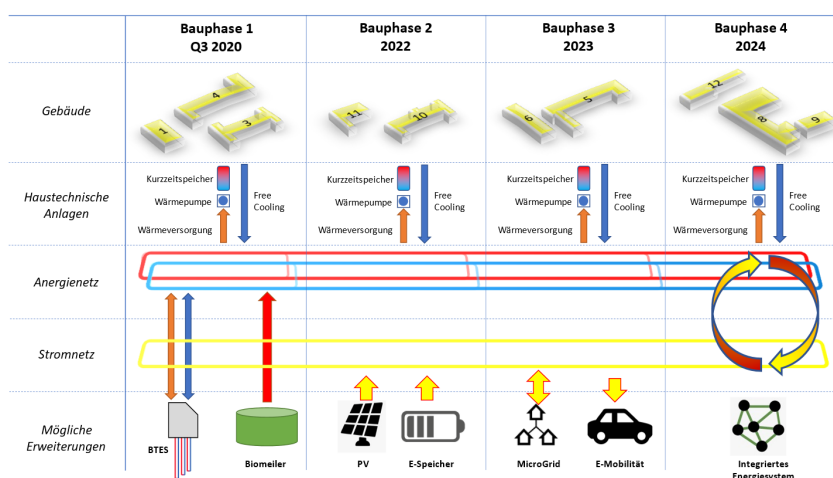 Bauphase 1
Q3 2020
Bauphase 2
2022
Bauphase 3
2023
Bauphase 4
2024
Gebäude
1
4
3
11
10
6
5
12
8
9
Haustechnische
Anlagen
Kurzzeitspeicher
Wärmepumpe
Wärmeversorgung
Free
Cooling
Kurzzeitspeicher
Wärmepumpe
Wärmeversorgung
Free
Cooling
Kurzzeitspeicher
Wärmepumpe
Wärmeversorgung
Free
Cooling
Kurzzeitspeicher
Wärmepumpe
Wärmeversorgung
Free
Cooling
Anergienetz
Stromnetz
Mögliche
Erweiterungen
BTES
Biomeiler
PV
E-Speicher
MicroGrid
E-Mobilität
Integriertes
Energiesystem